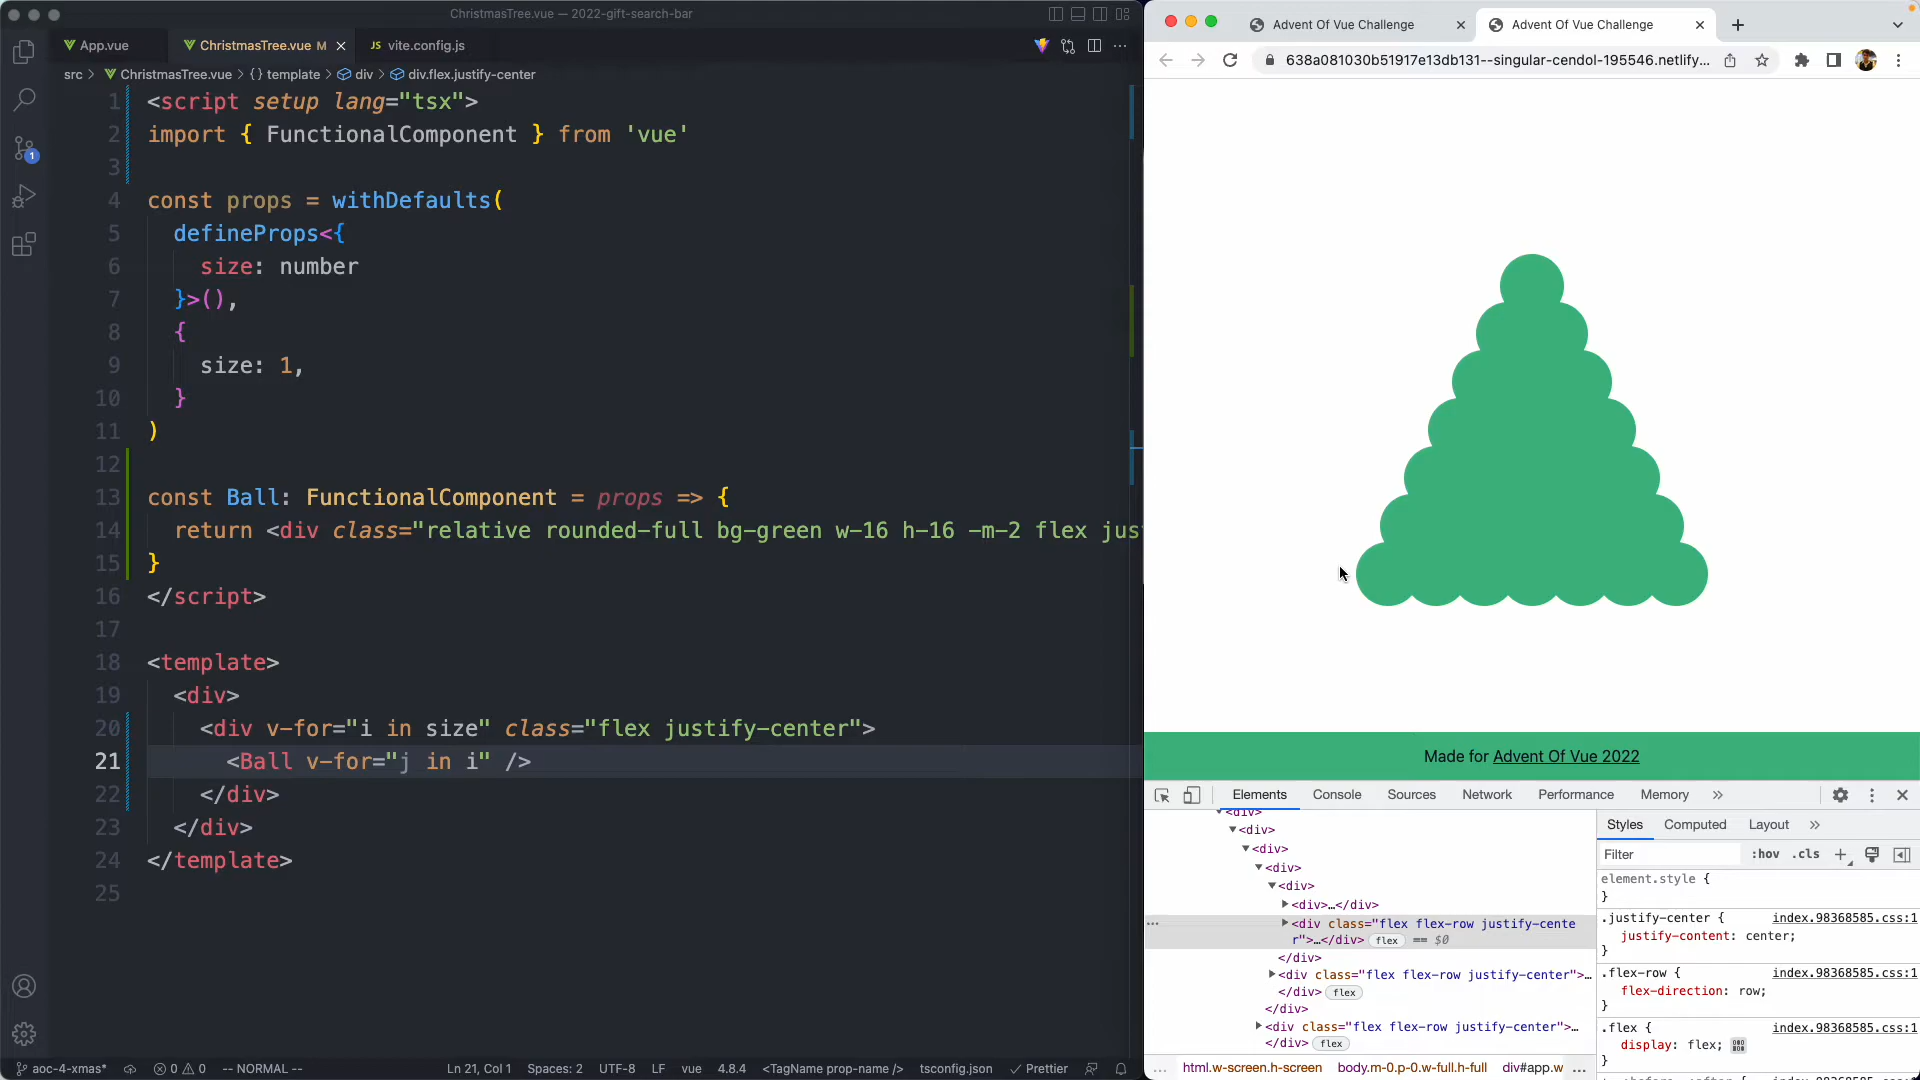 ChristmasTree.vue — 2022-gift-search-bar
App.vue
ChristmasTree.vue M
JS vite.config.js
src > ChristmasTree.vue > {} template > div > div.flex.justify-center
1 <script setup lang="tsx">
2 import { FunctionalComponent } from 'vue'
3
4 const props = withDefaults(
5 defineProps<{
6 size: number
7 }>(),
8 {
9 size: 1,
10 }
11 )
12
13 const Ball: FunctionalComponent = props => {
14 return <div class="relative rounded-full bg-green w-16 h-16 -m-2 flex jus
15 }
16 </script>
17
18 <template>
19 <div>
20 <div v-for="i in size" class="flex justify-center">
21 <Ball v-for="j in i" />
22 </div>
23 </div>
24 </template>
25
1
aoc-4-xmas* 0 0 -- NORMAL -- Ln 21, Col 1 Spaces: 2 UTF-8 LF vue 4.8.4 <TagName prop-name /> tsconfig.json Prettier
Advent Of Vue Challenge
Advent Of Vue Challenge
638a081030b51917e13db131--singular-cendol-195546.netlify...
Made for Advent Of Vue 2022
Elements Console Sources Network Performance Memory »
<div>
<div>
<div>
<div>
<div>
<div>…</div>
<div class="flex flex-row justify-cente
r">…</div> flex == $0
</div>
<div class="flex flex-row justify-center">…
</div> flex
</div>
<div class="flex flex-row justify-center">…
</div> flex
... html.w-screen.h-screen body.m-0.p-0.w-full.h-full div#app.w ...
Styles Computed Layout »
Filter :hov .cls +
element.style {
}
.justify-center { index.98368585.css:1
justify-content: center;
}
.flex-row { index.98368585.css:1
flex-direction: row;
}
.flex { index.98368585.css:1
display: flex;
}